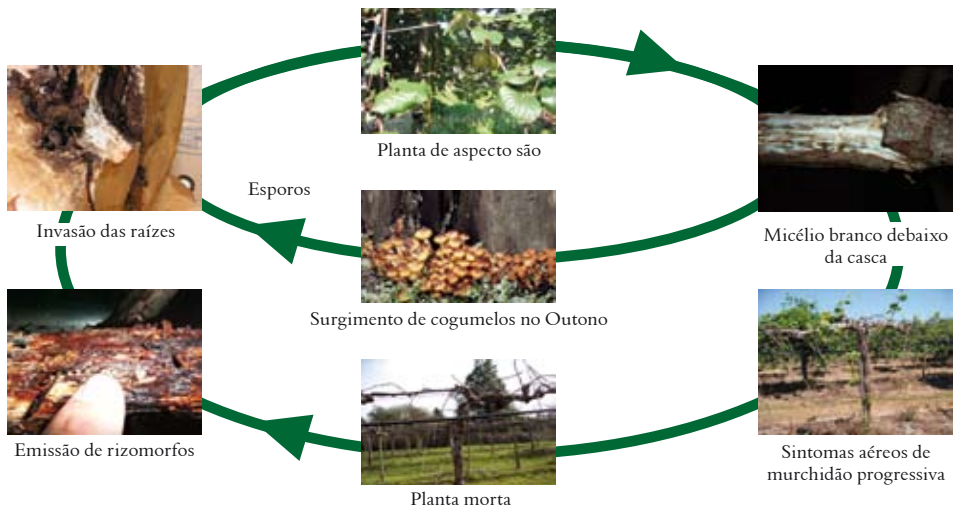 Planta de aspecto são
Esporos
Invasão das raízes
Micélio branco debaixo
da casca
Surgimento de cogumelos no Outono
Emissão de rizomorfos
Sintomas aéreos de
murchidão progressiva
Planta morta